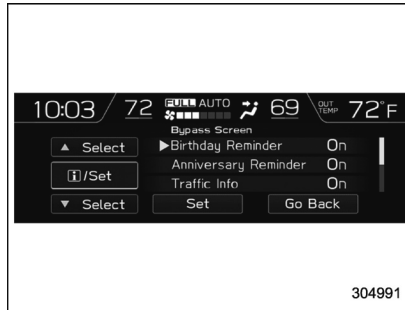 10:03 72 FULL AUTO 69 OUT TEMP 72°F
Bypass Screen
▲ Select ▶Birthday Reminder On
i/Set Anniversary Reminder On
Traffic Info On
▼ Select Set Go Back
304991